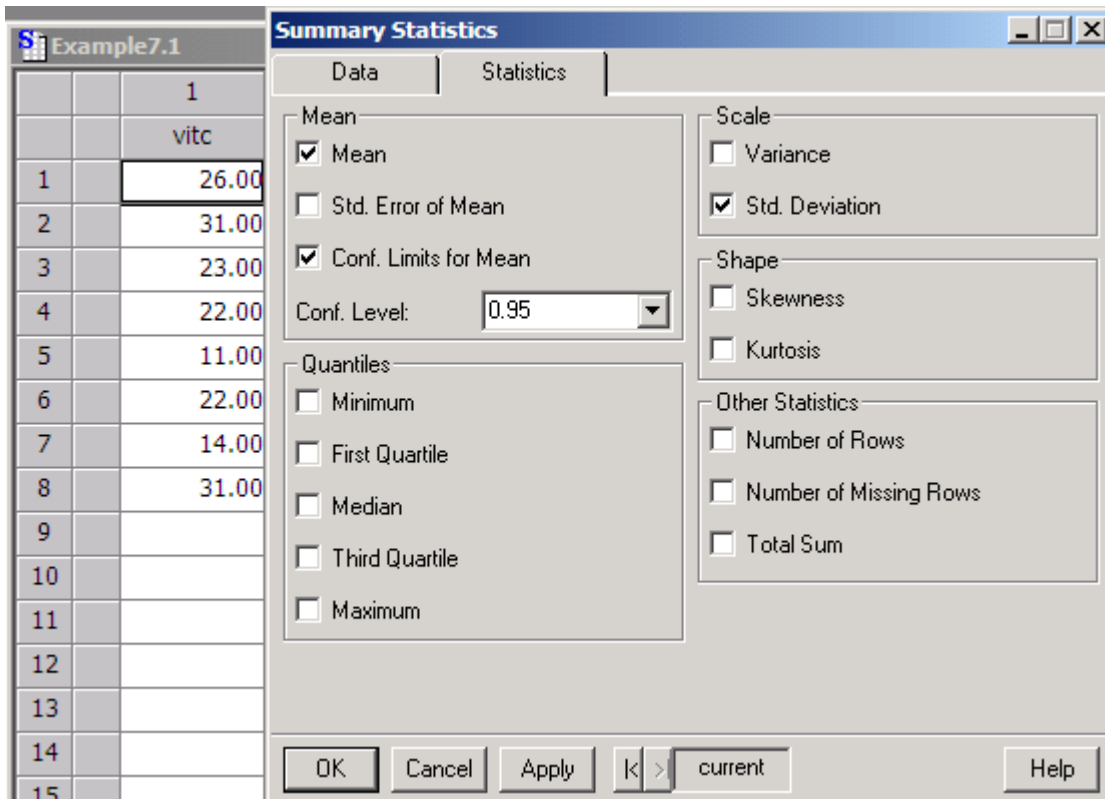 Example7.1
1
vitc
1 26.00
2 31.00
3 23.00
4 22.00
5 11.00
6 22.00
7 14.00
8 31.00
9
10
11
12
13
14
15
Summary Statistics
Data Statistics
Mean
Mean
Std. Error of Mean
Conf. Limits for Mean
Conf. Level: 0.95
Quantiles
Minimum
First Quartile
Median
Third Quartile
Maximum
Scale
Variance
Std. Deviation
Shape
Skewness
Kurtosis
Other Statistics
Number of Rows
Number of Missing Rows
Total Sum
OK Cancel Apply current Help